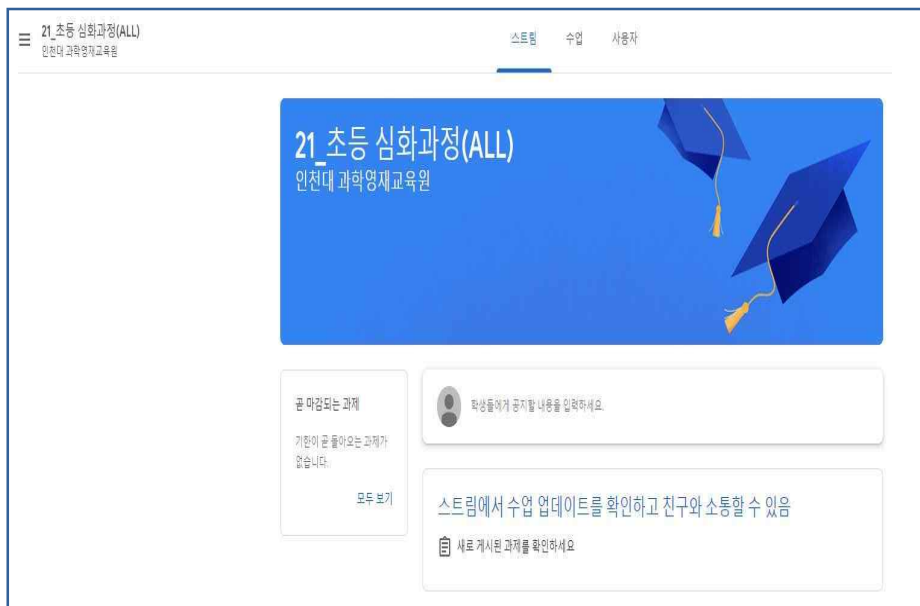 21_초등 심화과정(ALL)
인천대 과학영재교육원
스트림 수업 사용자
21_초등 심화과정(ALL)
인천대 과학영재교육원
곧 마감되는 과제
기한이 곧 돌아오는 과제가
없습니다.
모두 보기
학생들에게 공지할 내용을 입력하세요.
스트림에서 수업 업데이트를 확인하고 친구와 소통할 수 있음
새로 게시된 과제를 확인하세요